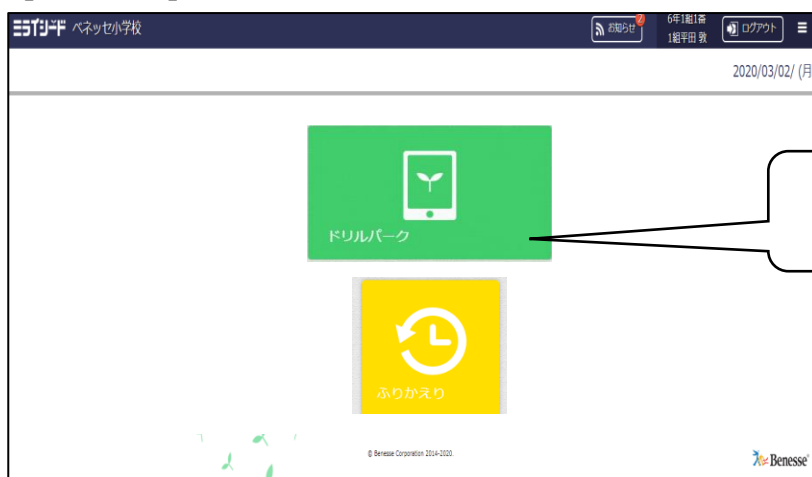 ミライシード ベネッセ小学校
お知らせ 2
6年1組1番
1組平田 敦
ログアウト
2020/03/02/ (月
ドリルパーク
ふりかえり
© Benesse Corporation 2014-2020.
Benesse®